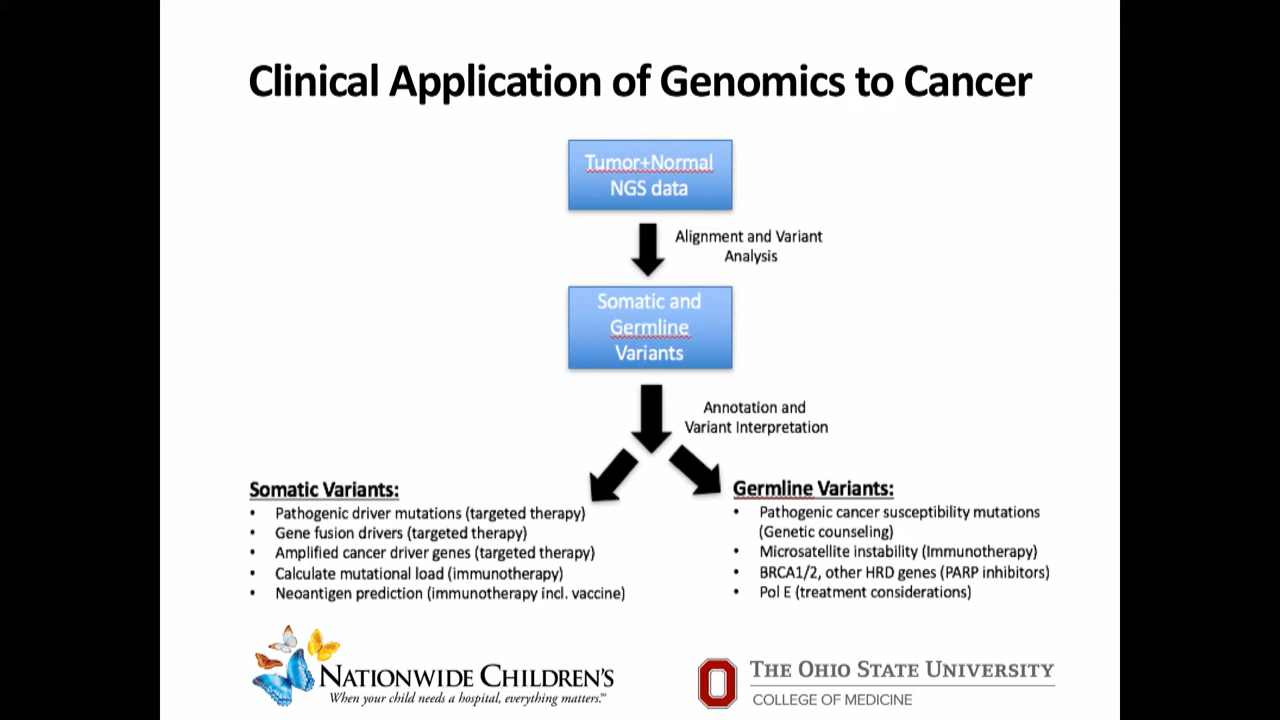 Clinical Application of Genomics to Cancer
Tumor+Normal
NGS data
Alignment and Variant
Analysis
Somatic and
Germline
Variants
Annotation and
Variant Interpretation
Somatic Variants:
• Pathogenic driver mutations (targeted therapy)
• Gene fusion drivers (targeted therapy)
• Amplified cancer driver genes (targeted therapy)
• Calculate mutational load (immunotherapy)
• Neoantigen prediction (immunotherapy incl. vaccine)
Germline Variants:
• Pathogenic cancer susceptibility mutations
(Genetic counseling)
• Microsatellite instability (Immunotherapy)
• BRCA1/2, other HRD genes (PARP inhibitors)
• Pol E (treatment considerations)
NATIONWIDE CHILDREN'S
When your child needs a hospital, everything matters.™
THE OHIO STATE UNIVERSITY
COLLEGE OF MEDICINE